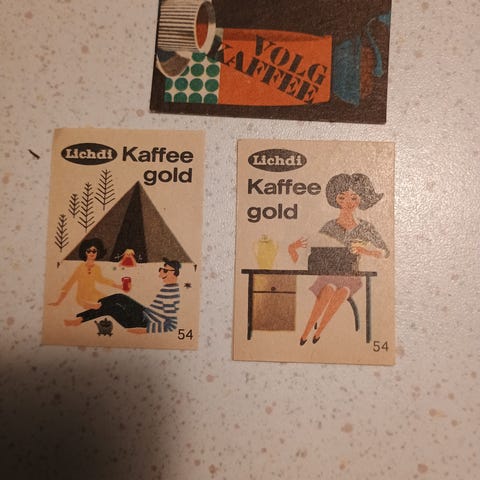 VOLG
KAFFEE
Lichdi Kaffee
gold
54
Lichdi
Kaffee
gold
54